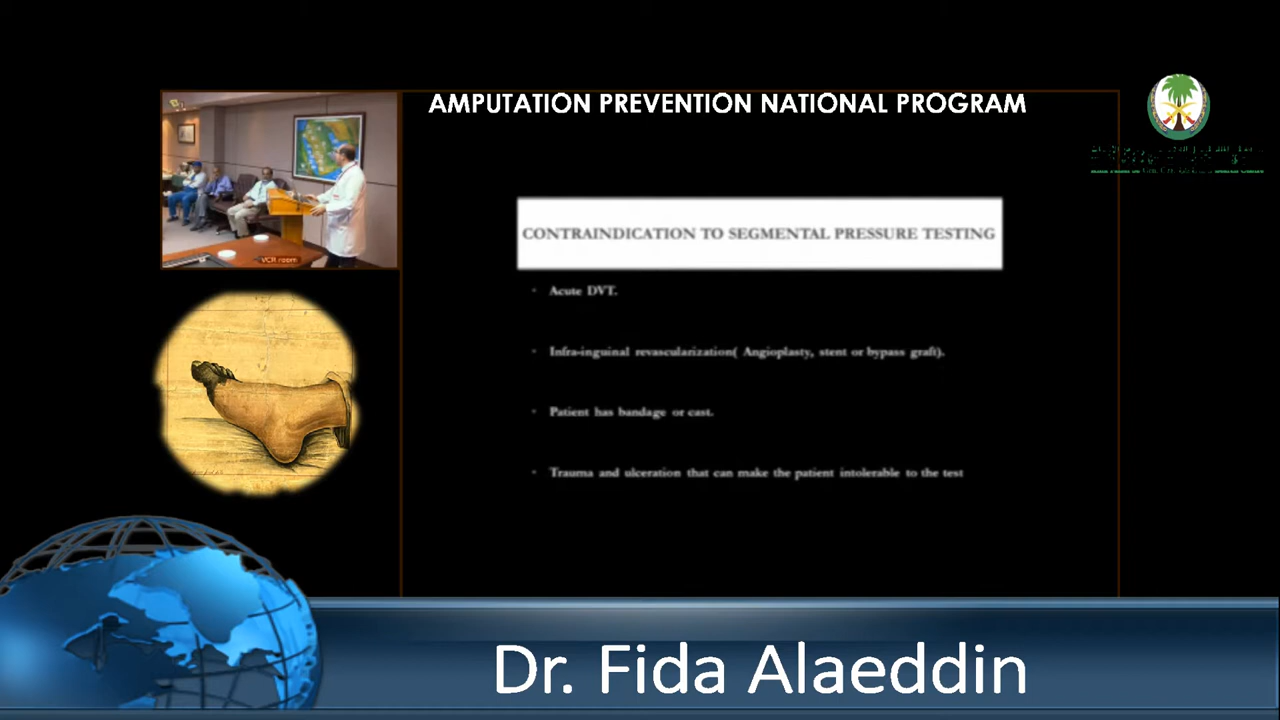 AMPUTATION PREVENTION NATIONAL PROGRAM
VCR room
CONTRAINDICATION TO SEGMENTAL PRESSURE TESTING
• Acute DVT.
• Infra-inguinal revascularization( Angioplasty, stent or bypass graft).
• Patient has bandage or cast.
• Trauma and ulceration that can make the patient intolerable to the test
Dr. Fida Alaeddin